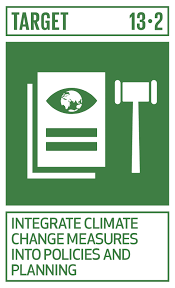 TARGET 13·2
INTEGRATE CLIMATE
CHANGE MEASURES
INTO POLICIES AND
PLANNING